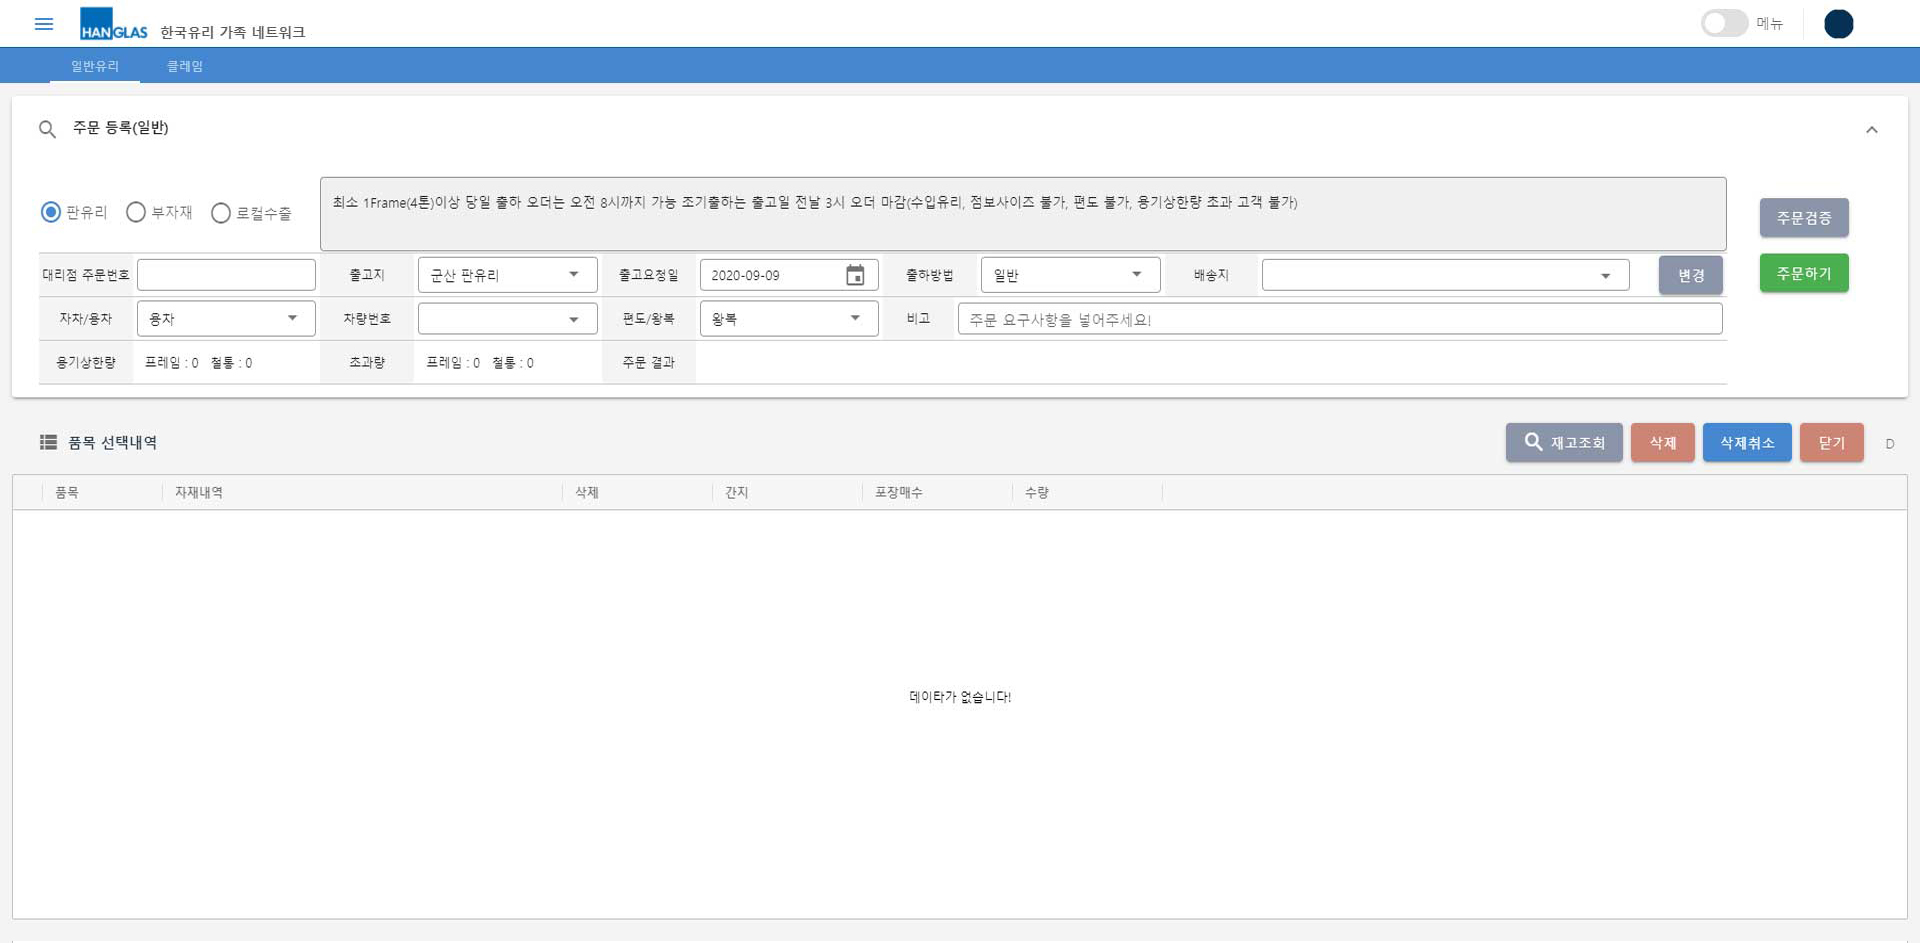 HANGLAS 한국유리 가족 네트워크 메뉴
일반유리 클레임
주문 등록(일반)
판유리 부자재 로컬수출
최소 1Frame(4톤)이상 당일 출하 오더는 오전 8시까지 가능 조기출하는 출고일 전날 3시 오더 마감(수입유리, 점보사이즈 불가, 편도 불가, 용기상한량 초과 고객 불가)
주문검증
대리점 주문번호 출고지 군산 판유리 출고요청일 2020-09-09 출하방법 일반 배송지 변경 주문하기
자차/용차 용차 차량번호 편도/왕복 왕복 비고 주문 요구사항을 넣어주세요!
용기상한량 프레임 : 0 철통 : 0 초과량 프레임 : 0 철통 : 0 주문 결과
품목 선택내역 재고조회 삭제 삭제취소 닫기 D
품목 자재내역 삭제 간지 포장매수 수량
데이타가 없습니다!